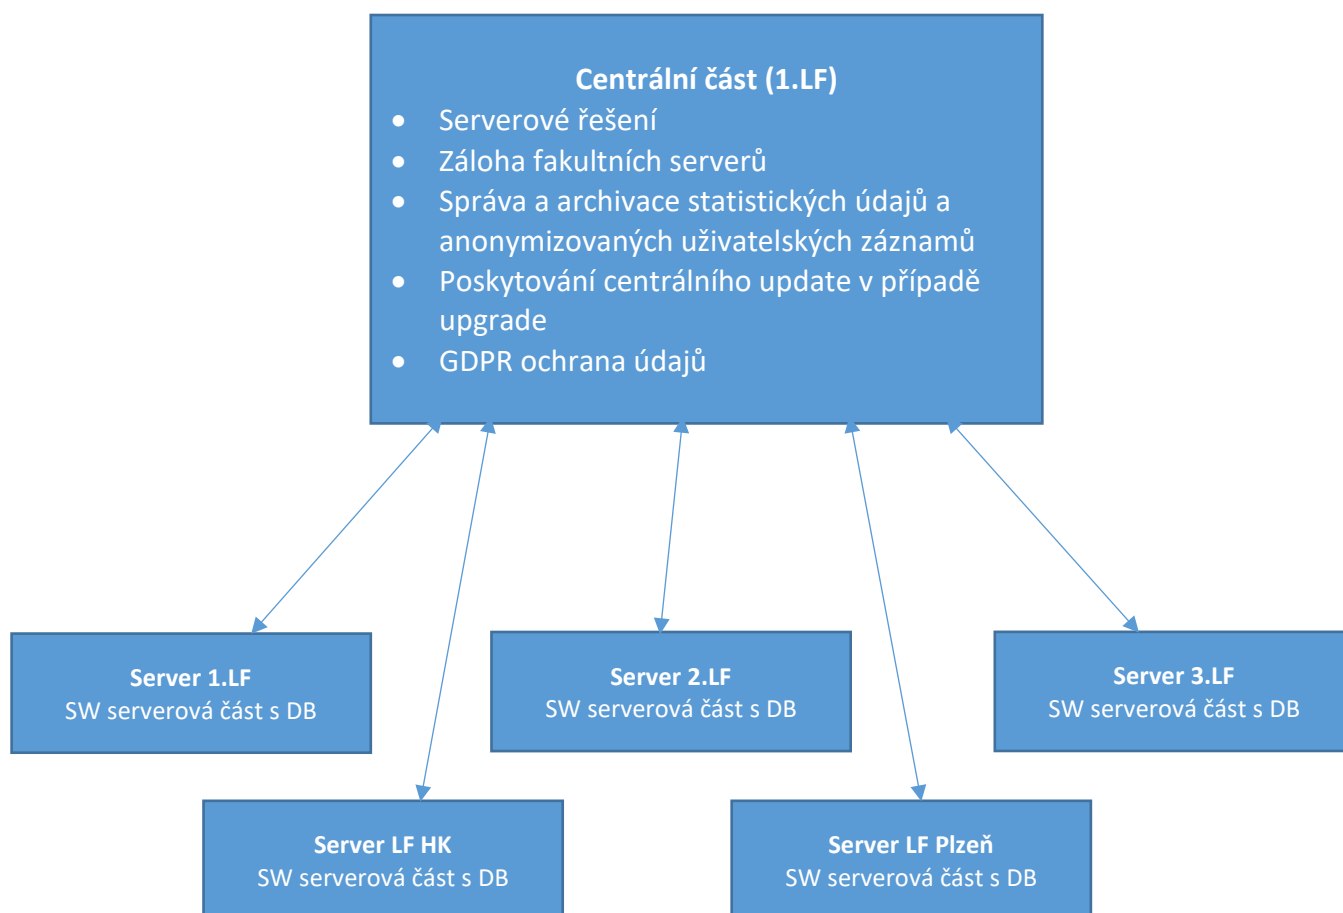 Centrální část (1.LF)
• Serverové řešení
• Záloha fakultních serverů
• Správa a archivace statistických údajů a
anonymizovaných uživatelských záznamů
• Poskytování centrálního update v případě
upgrade
• GDPR ochrana údajů
Server 1.LF
SW serverová část s DB
Server 2.LF
SW serverová část s DB
Server 3.LF
SW serverová část s DB
Server LF HK
SW serverová část s DB
Server LF Plzeň
SW serverová část s DB